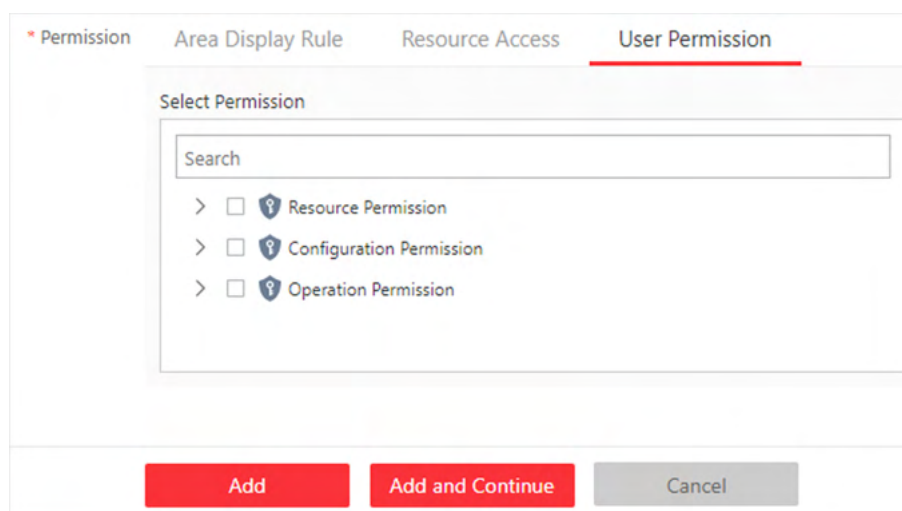 * Permission Area Display Rule Resource Access User Permission
Select Permission
Search
Resource Permission
Configuration Permission
Operation Permission
Add Add and Continue Cancel